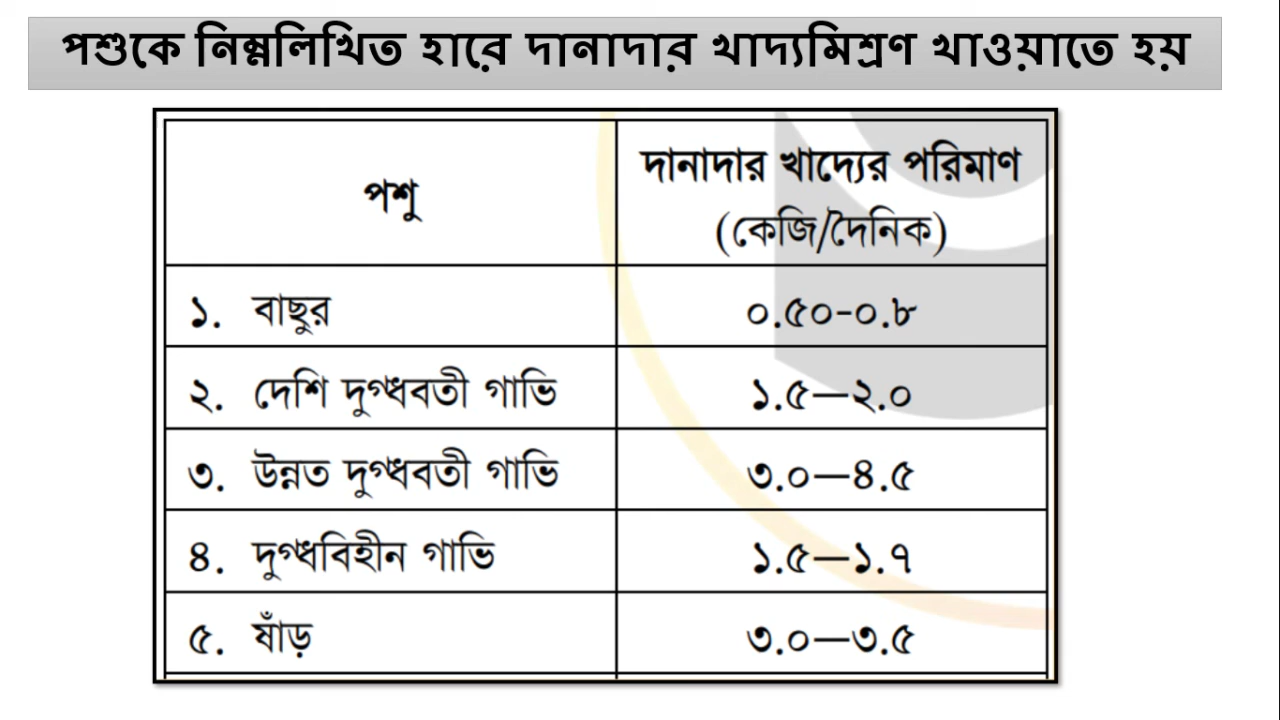 পশুকে নিম্নলিখিত হারে দানাদার খাদ্যমিশ্রণ খাওয়াতে হয়
পশু
দানাদার খাদ্যের পরিমাণ
(কেজি/দৈনিক)
১. বাছুর ০.৫০-০.৮
২. দেশি দুগ্ধবতী গাভি ১.৫—২.০
৩. উন্নত দুগ্ধবতী গাভি ৩.০—৪.৫
৪. দুগ্ধবিহীন গাভি ১.৫—১.৭
৫. ষাঁড় ৩.০—৩.৫